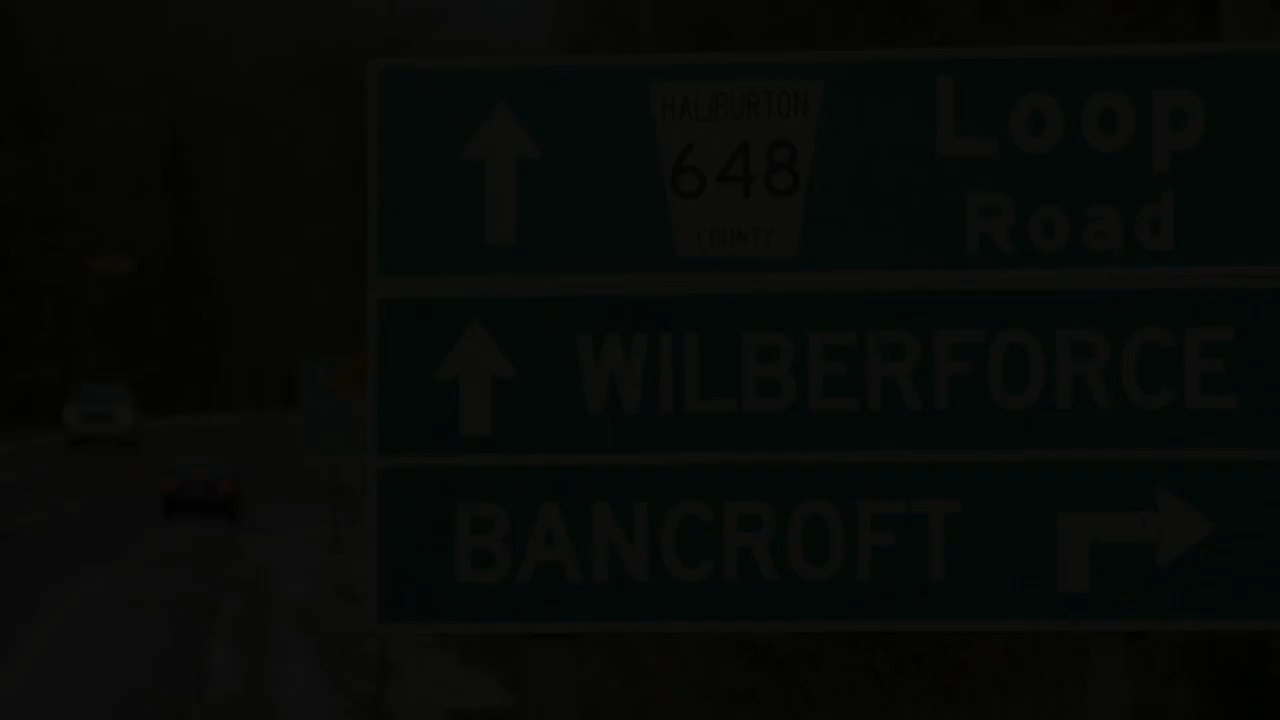 HALIBURTON
648
COUNTY
Loop
Road
WILBERFORCE
BANCROFT